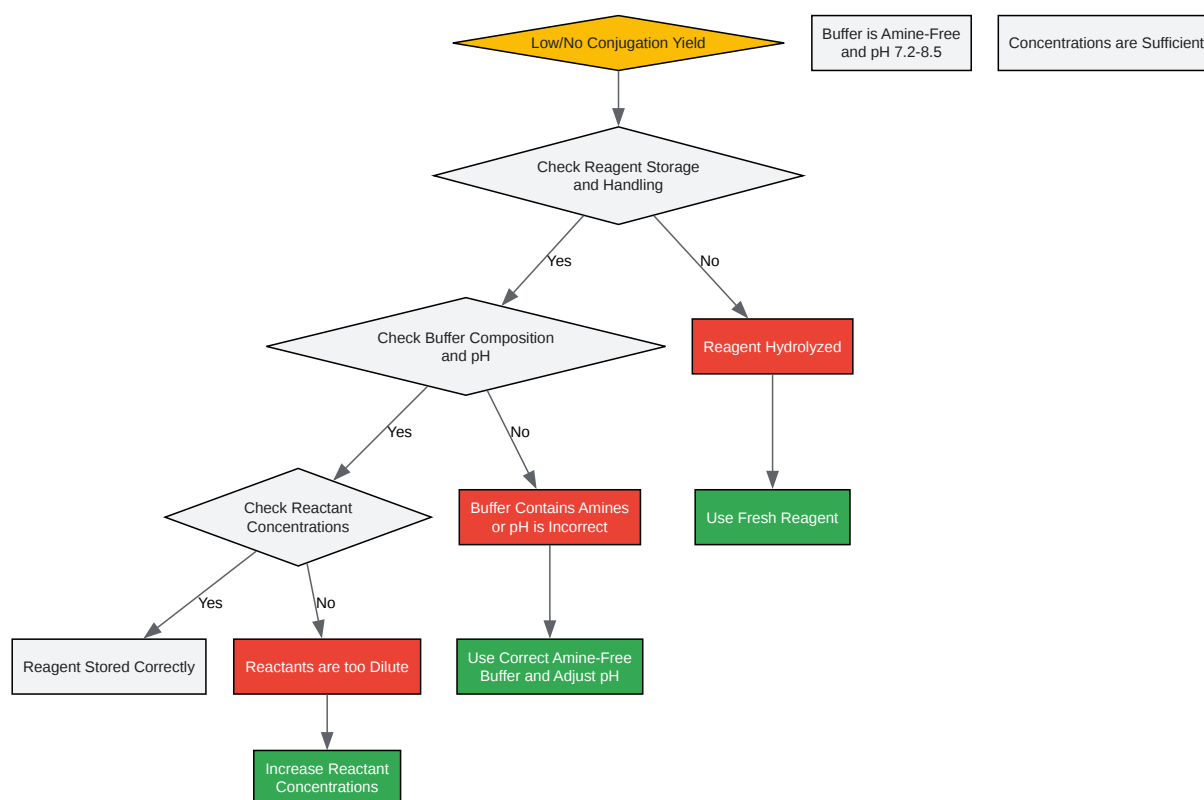 Low/No Conjugation Yield
Buffer is Amine-Free
and pH 7.2-8.5
Concentrations are Sufficient
Check Reagent Storage
and Handling
Yes
No
Check Buffer Composition
and pH
Reagent Hydrolyzed
Yes
No
Check Reactant
Concentrations
Buffer Contains Amines
or pH is Incorrect
Use Fresh Reagent
Yes
No
Reagent Stored Correctly
Reactants are too Dilute
Use Correct Amine-Free
Buffer and Adjust pH
Increase Reactant
Concentrations